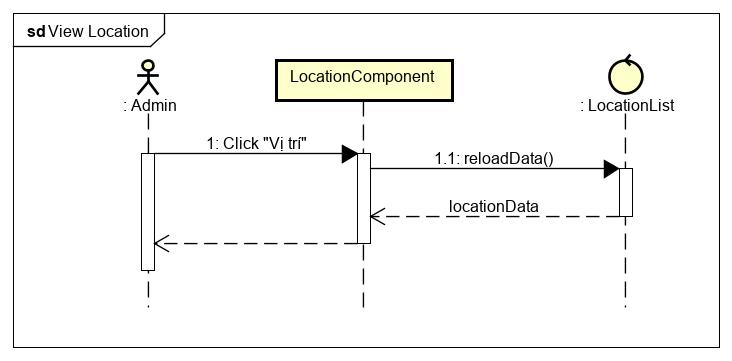 sd View Location
: Admin
LocationComponent
: LocationList
1: Click "Vị trí"
1.1: reloadData()
locationData